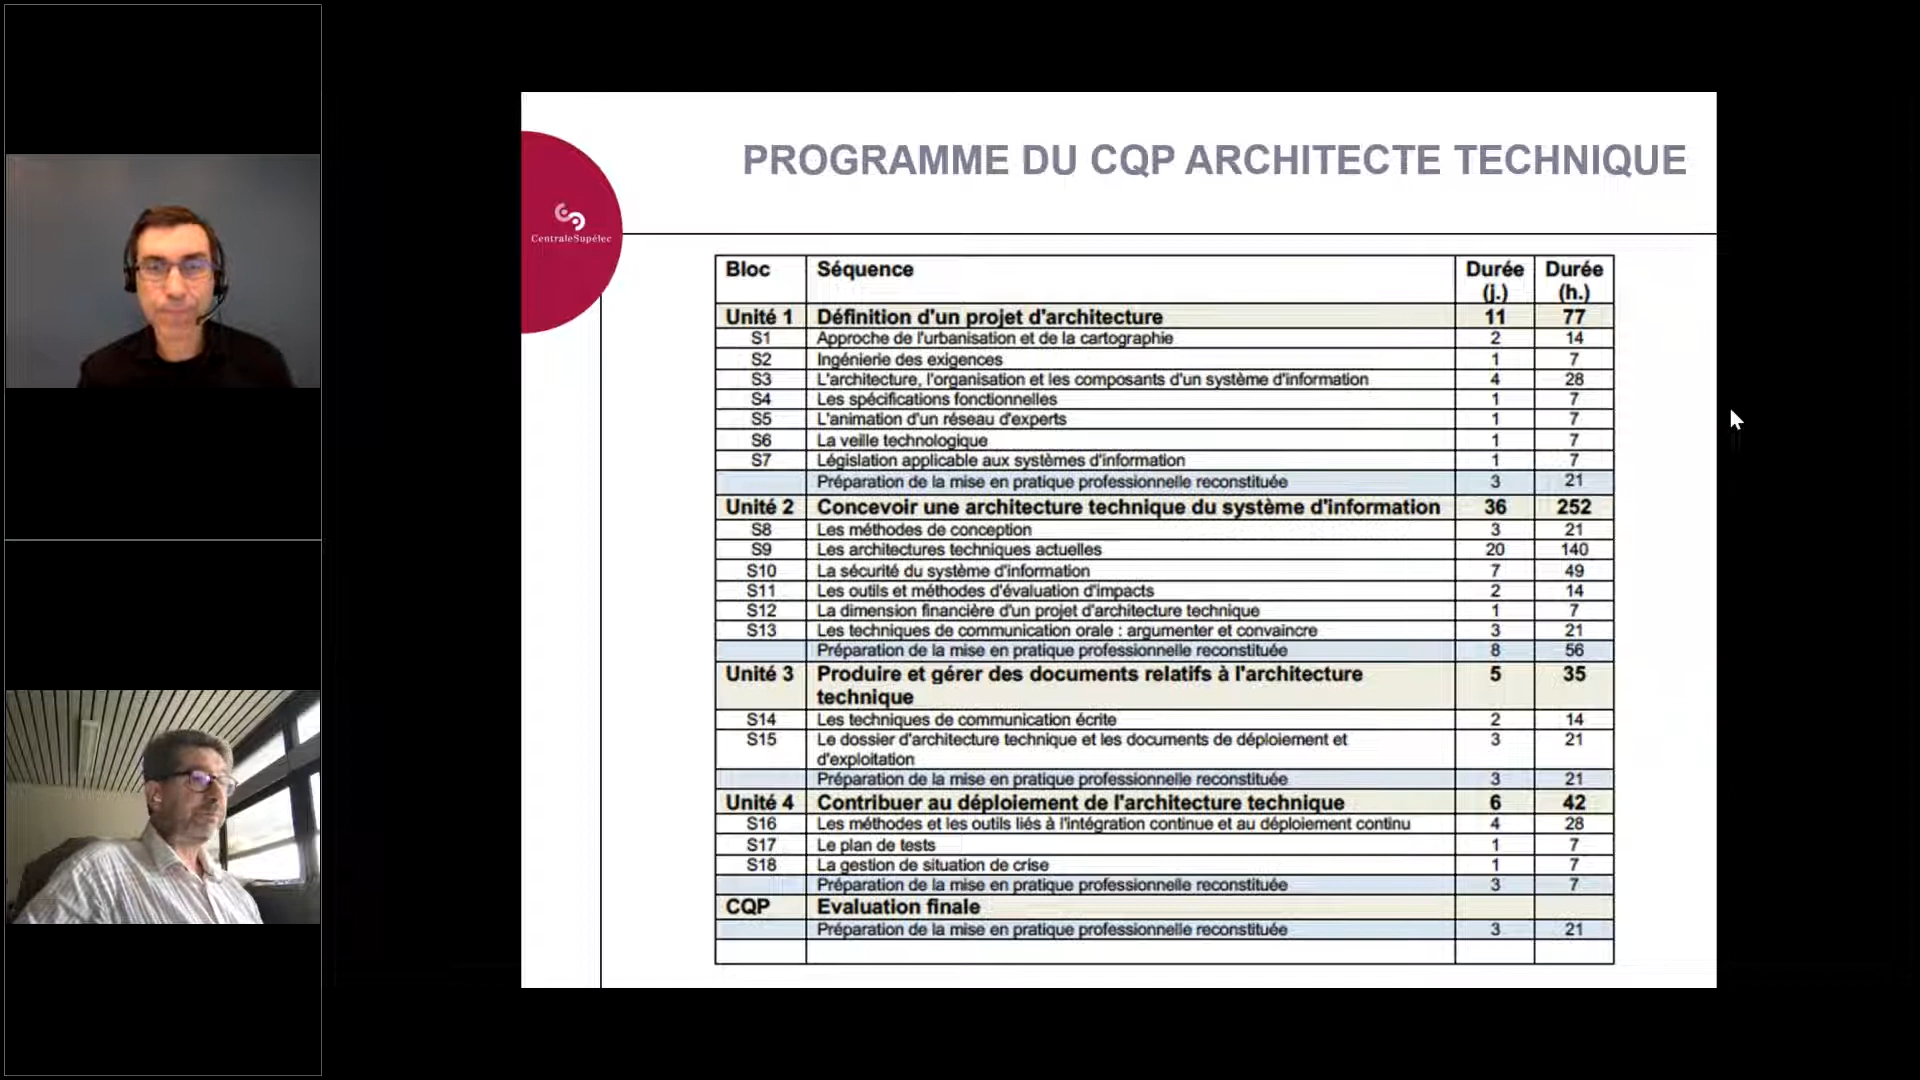 PROGRAMME DU CQP ARCHITECTE TECHNIQUE
CentraleSupélec
Bloc Séquence Durée (j.) Durée (h.)
Unité 1 Définition d'un projet d'architecture 11 77
S1 Approche de l'urbanisation et de la cartographie 2 14
S2 Ingénierie des exigences 1 7
S3 L'architecture, l'organisation et les composants d'un système d'information 4 28
S4 Les spécifications fonctionnelles 1 7
S5 L'animation d'un réseau d'experts 1 7
S6 La veille technologique 1 7
S7 Législation applicable aux systèmes d'information 1 7
Préparation de la mise en pratique professionnelle reconstituée 3 21
Unité 2 Concevoir une architecture technique du système d'information 36 252
S8 Les méthodes de conception 3 21
S9 Les architectures techniques actuelles 20 140
S10 La sécurité du système d'information 7 49
S11 Les outils et méthodes d'évaluation d'impacts 2 14
S12 La dimension financière d'un projet d'architecture technique 1 7
S13 Les techniques de communication orale : argumenter et convaincre 3 21
Préparation de la mise en pratique professionnelle reconstituée 8 56
Unité 3 Produire et gérer des documents relatifs à l'architecture 5 35
technique
S14 Les techniques de communication écrite 2 14
S15 Le dossier d'architecture technique et les documents de déploiement et 3 21
d'exploitation
Préparation de la mise en pratique professionnelle reconstituée 3 21
Unité 4 Contribuer au déploiement de l'architecture technique 6 42
S16 Les méthodes et les outils liés à l'intégration continue et au déploiement continu 4 28
S17 Le plan de tests 1 7
S18 La gestion de situation de crise 1 7
Préparation de la mise en pratique professionnelle reconstituée 3 7
CQP Evaluation finale
Préparation de la mise en pratique professionnelle reconstituée 3 21